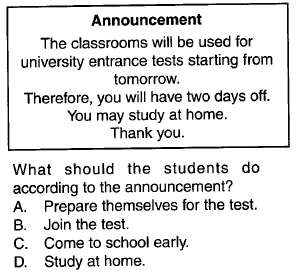 Announcement
The classrooms will be used for
university entrance tests starting from
tomorrow.
Therefore, you will have two days off.
You may study at home.
Thank you.
What should the students do
according to the announcement?
A. Prepare themselves for the test.
B. Join the test.
C. Come to school early.
D. Study at home.